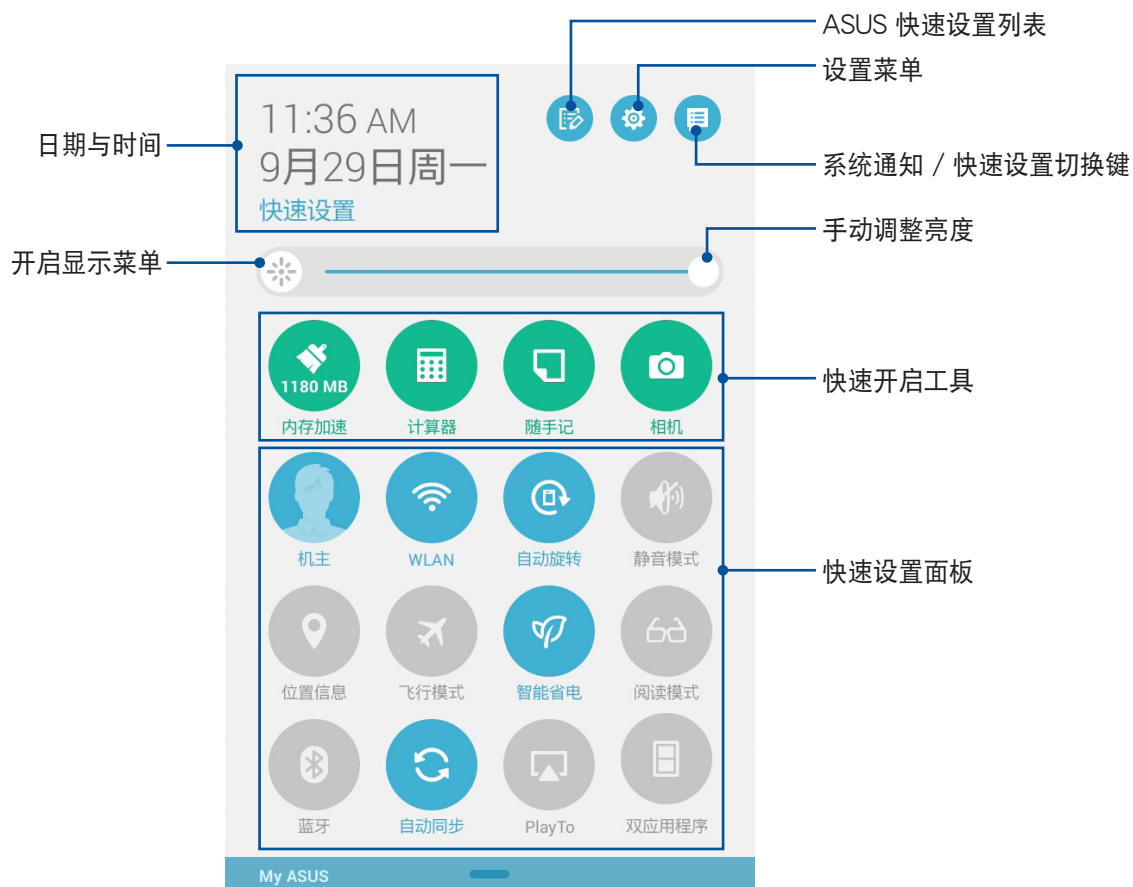 ASUS 快速设置列表
设置菜单
11:36 AM
9月29日周一
快速设置
日期与时间
系统通知 / 快速设置切换键
手动调整亮度
开启显示菜单
1180 MB
内存加速 计算器 随手记 相机
快速开启工具
机主 WLAN 自动旋转 静音模式
快速设置面板
位置信息 飞行模式 智能省电 阅读模式
蓝牙 自动同步 PlayTo 双应用程序
My ASUS